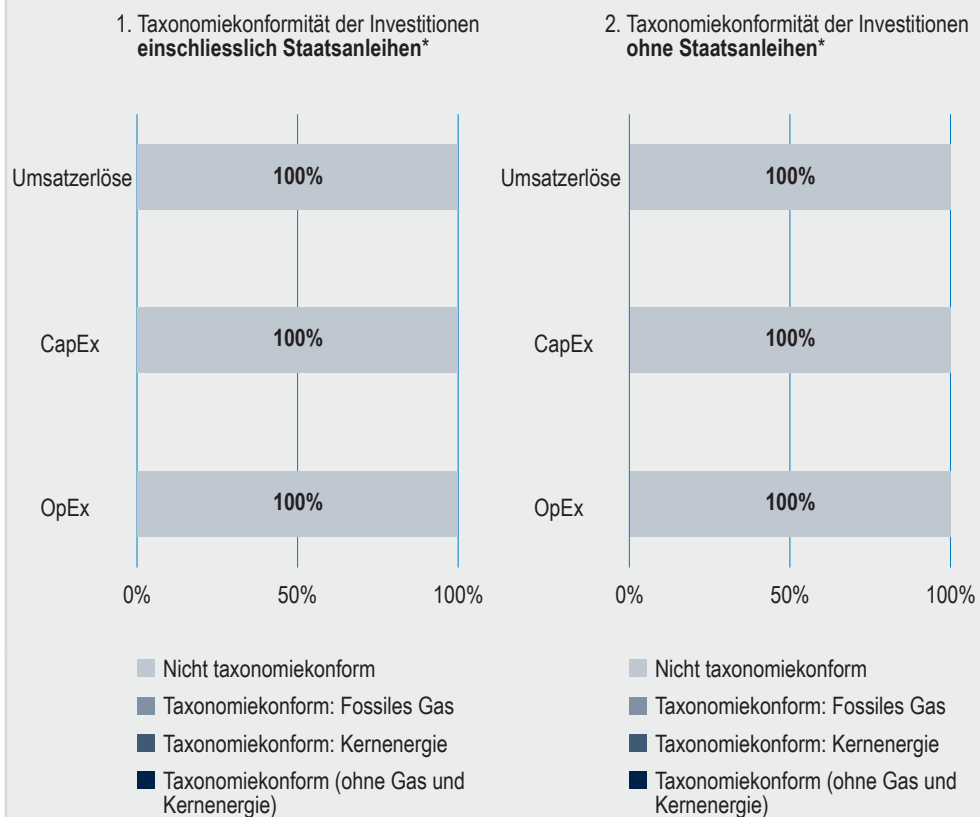 1. Taxonomiekonformität der Investitionen
einschliesslich Staatsanleihen*
Umsatzerlöse
100%
CapEx
100%
OpEx
100%
0%
50%
100%
Nicht taxonomiekonform
Taxonomiekonform: Fossiles Gas
Taxonomiekonform: Kernenergie
Taxonomiekonform (ohne Gas und
Kernenergie)
2. Taxonomiekonformität der Investitionen
ohne Staatsanleihen*
Umsatzerlöse
100%
CapEx
100%
OpEx
100%
0%
50%
100%
Nicht taxonomiekonform
Taxonomiekonform: Fossiles Gas
Taxonomiekonform: Kernenergie
Taxonomiekonform (ohne Gas und
Kernenergie)